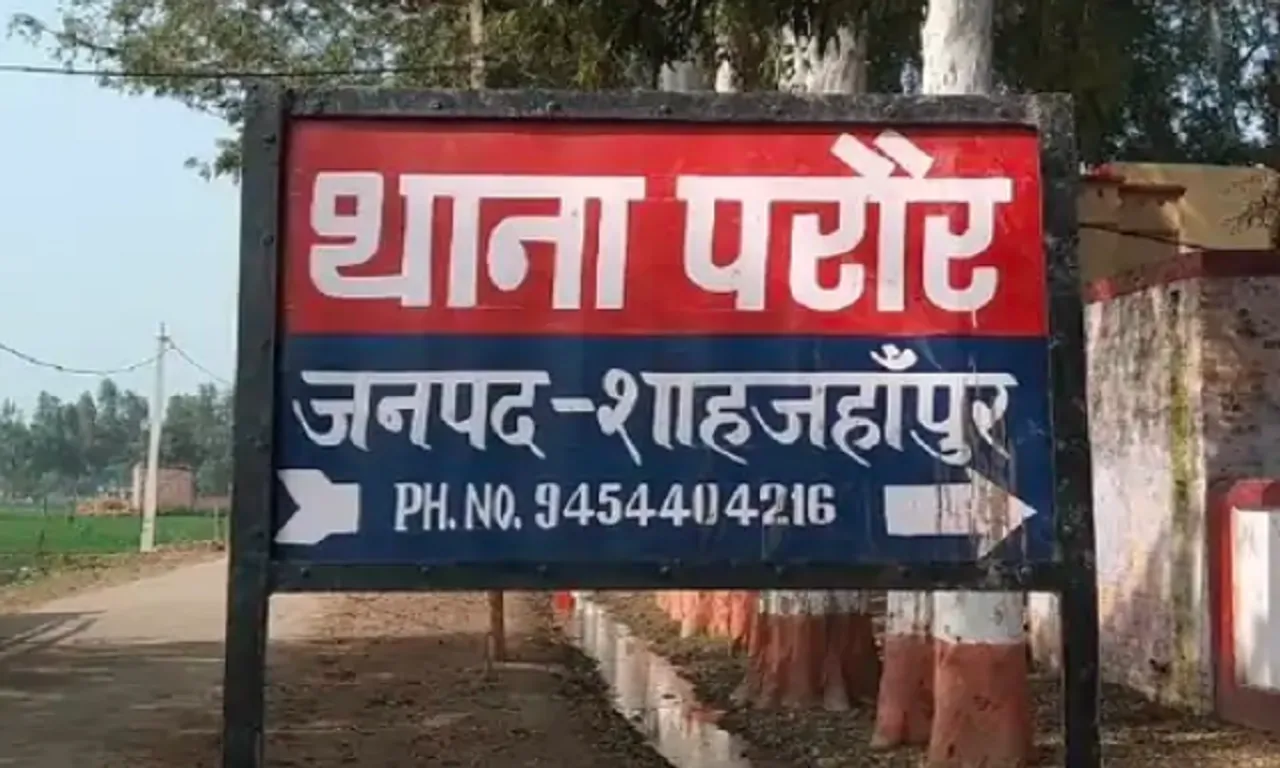 थाना परौर
जनपद-शाहजहाँपुर
PH. NO. 9454404216